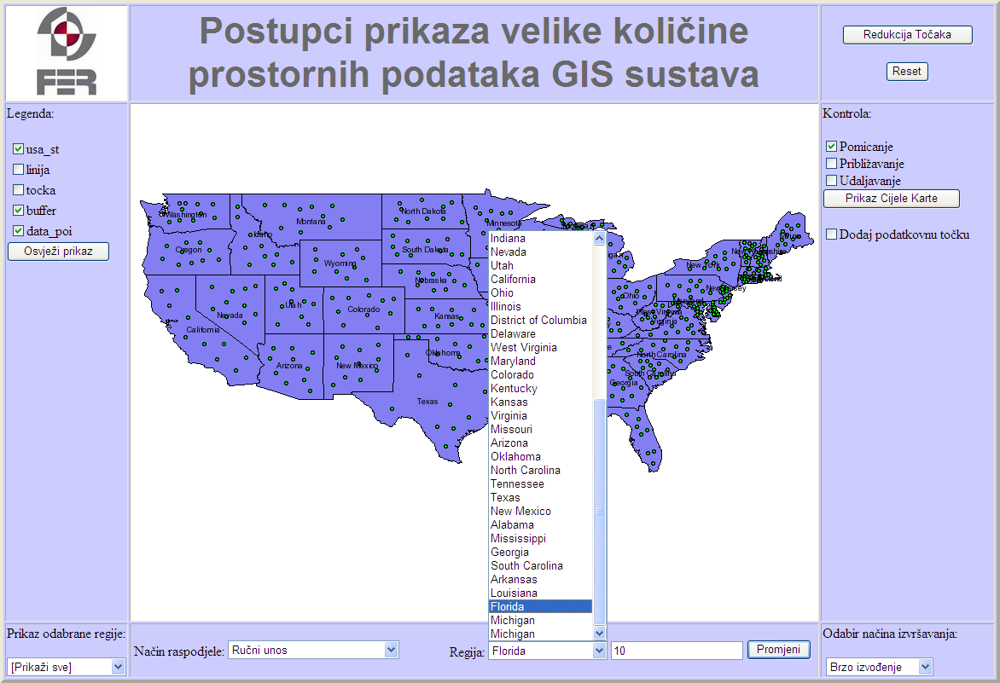 FER
Postupci prikaza velike količine
prostornih podataka GIS sustava
Redukcija Točaka
Reset
Legenda:
usa_st
linija
tocka
buffer
data_poi
Osvježi prikaz
Washington
Idaho
Montana
North Dakota
Minnesota
Oregon
Wyoming
South Dakota
Nebraska
Nevada
Utah
Colorado
Kansas
California
Arizona
New Mexico
Oklahoma
Texas
Maine
New York
New Jersey
Ohio
West Virginia
Virginia
North Carolina
South Carolina
Georgia
Indiana
Nevada
Utah
California
Ohio
Illinois
District of Columbia
Delaware
West Virginia
Maryland
Colorado
Kentucky
Kansas
Virginia
Missouri
Arizona
Oklahoma
North Carolina
Tennessee
Texas
New Mexico
Alabama
Mississippi
Georgia
South Carolina
Arkansas
Louisiana
Florida
Michigan
Michigan
Kontrola:
Pomicanje
Približavanje
Udaljavanje
Prikaz Cijele Karte
Dodaj podatkovnu točku
Prikaz odabrane regije:
[Prikaži sve]
Način raspodjele: Ručni unos
Regija: Florida 10 Promjeni
Odabir načina izvršavanja:
Brzo izvođenje